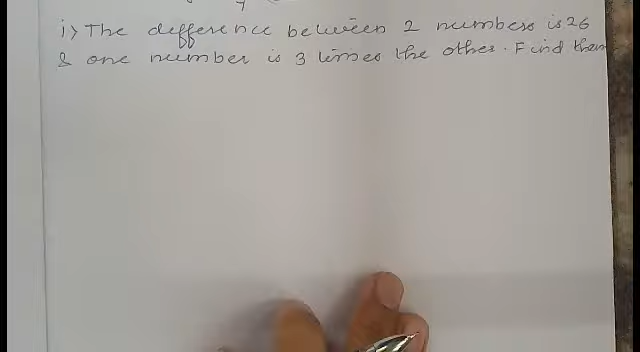 i) The difference between 2 numbers is 26
& one number is 3 times the other. Find them